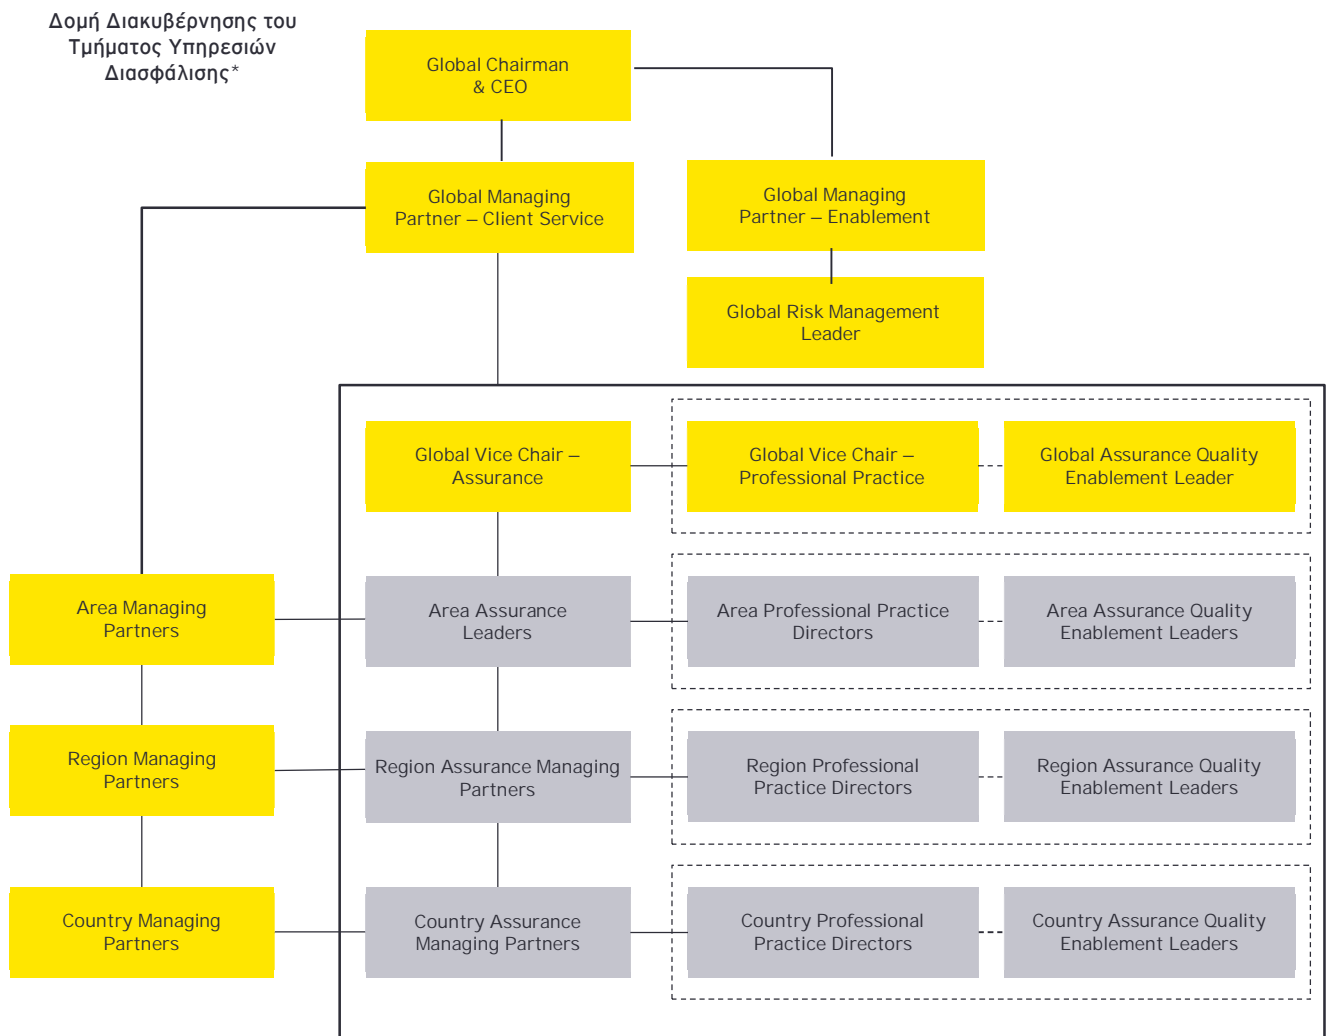 Δομή Διακυβέρνησης του
Τμήματος Υπηρεσιών
Διασφάλισης*
Global Chairman
& CEO
Global Managing
Partner – Client Service
Global Managing
Partner – Enablement
Global Risk Management
Leader
Global Vice Chair –
Assurance
Global Vice Chair –
Professional Practice
Global Assurance Quality
Enablement Leader
Area Managing
Partners
Area Assurance
Leaders
Area Professional Practice
Directors
Area Assurance Quality
Enablement Leaders
Region Managing
Partners
Region Assurance Managing
Partners
Region Professional
Practice Directors
Region Assurance Quality
Enablement Leaders
Country Managing
Partners
Country Assurance
Managing Partners
Country Professional
Practice Directors
Country Assurance Quality
Enablement Leaders